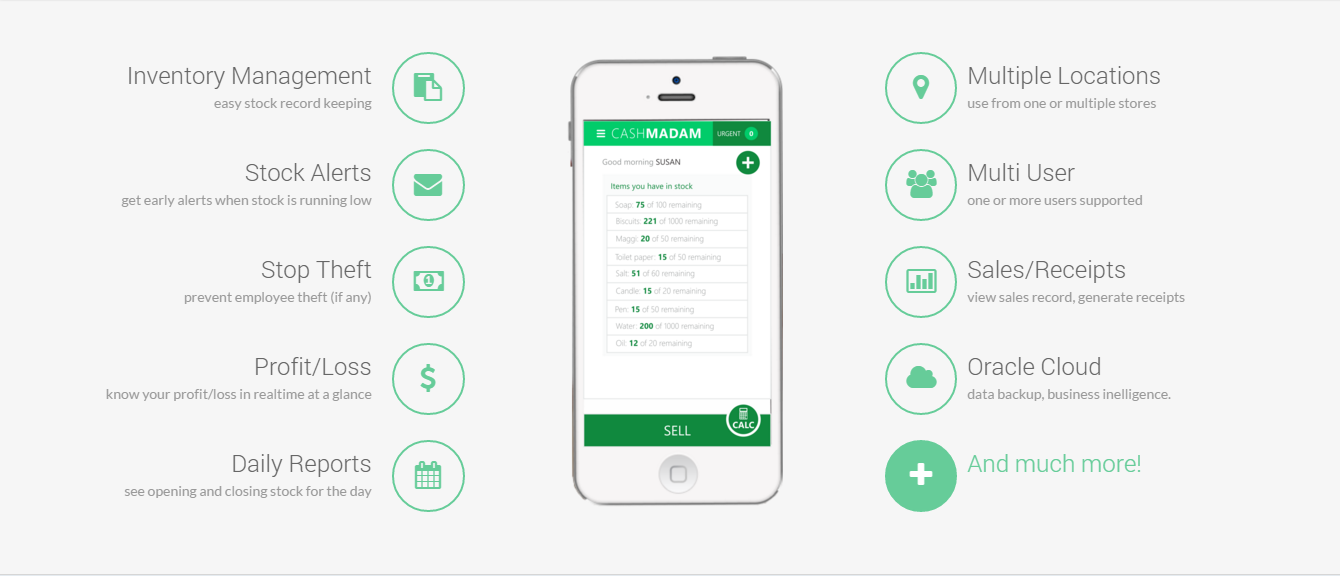 Inventory Management
easy stock record keeping
Stock Alerts
get early alerts when stock is running low
Stop Theft
prevent employee theft (if any)
Profit/Loss
know your profit/loss in realtime at a glance
Daily Reports
see opening and closing stock for the day
CASHMADAM URGENT 0
Good morning SUSAN
Items you have in stock
Soap: 75 of 100 remaining
Biscuits: 221 of 1000 remaining
Maggi: 20 of 50 remaining
Toilet paper: 15 of 50 remaining
Salt: 51 of 60 remaining
Candle: 15 of 20 remaining
Pen: 15 of 50 remaining
Water: 200 of 1000 remaining
Oil: 12 of 20 remaining
CALC
SELL
Multiple Locations
use from one or multiple stores
Multi User
one or more users supported
Sales/Receipts
view sales record, generate receipts
Oracle Cloud
data backup, business inelligence.
And much more!